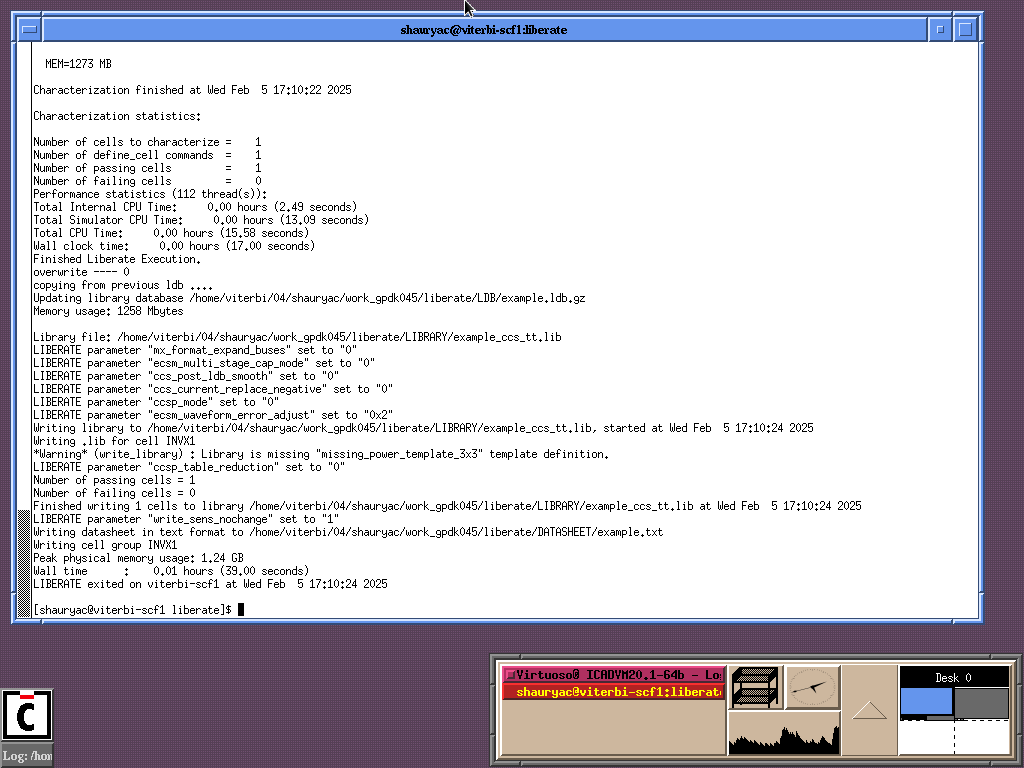 shauryac@viterbi-scf1:liberate
MEM=1273 MB
Characterization finished at Wed Feb  5 17:10:22 2025
Characterization statistics:
Number of cells to characterize =    1
Number of define_cell commands  =    1
Number of passing cells         =    1
Number of failing cells         =    0
Performance statistics (112 thread(s)):
Total Internal CPU Time:     0.00 hours (2.49 seconds)
Total Simulator CPU Time:     0.00 hours (13.09 seconds)
Total CPU Time:     0.00 hours (15.58 seconds)
Wall clock time:     0.00 hours (17.00 seconds)
Finished Liberate Execution.
overwrite ---- 0
copying from previous ldb ....
Updating library database /home/viterbi/04/shauryac/work_gpdk045/liberate/LDB/example.ldb.gz
Memory usage: 1258 Mbytes
Library file: /home/viterbi/04/shauryac/work_gpdk045/liberate/LIBRARY/example_ccs_tt.lib
LIBERATE parameter "mx_format_expand_buses" set to "0"
LIBERATE parameter "ecsm_multi_stage_cap_mode" set to "0"
LIBERATE parameter "ccs_post_ldb_smooth" set to "0"
LIBERATE parameter "ccs_current_replace_negative" set to "0"
LIBERATE parameter "ccsp_mode" set to "0"
LIBERATE parameter "ecsm_waveform_error_adjust" set to "0x2"
Writing library to /home/viterbi/04/shauryac/work_gpdk045/liberate/LIBRARY/example_ccs_tt.lib, started at Wed Feb  5 17:10:24 2025
Writing .lib for cell INVX1
*Warning* (write_library) : Library is missing "missing_power_template_3x3" template definition.
LIBERATE parameter "ccsp_table_reduction" set to "0"
Number of passing cells = 1
Number of failing cells = 0
Finished writing 1 cells to library /home/viterbi/04/shauryac/work_gpdk045/liberate/LIBRARY/example_ccs_tt.lib at Wed Feb  5 17:10:24 2025
LIBERATE parameter "write_sens_nochange" set to "1"
Writing datasheet in text format to /home/viterbi/04/shauryac/work_gpdk045/liberate/DATASHEET/example.txt
Writing cell group INVX1
Peak physical memory usage: 1.24 GB
Wall time      :    0.01 hours (39.00 seconds)
LIBERATE exited on viterbi-scf1 at Wed Feb  5 17:10:24 2025
[shauryac@viterbi-scf1 liberate]$
Virtuoso® ICADVM20.1-64b - Lo
shauryac@viterbi-scf1:liberat
Desk 0
C
Log: /hon